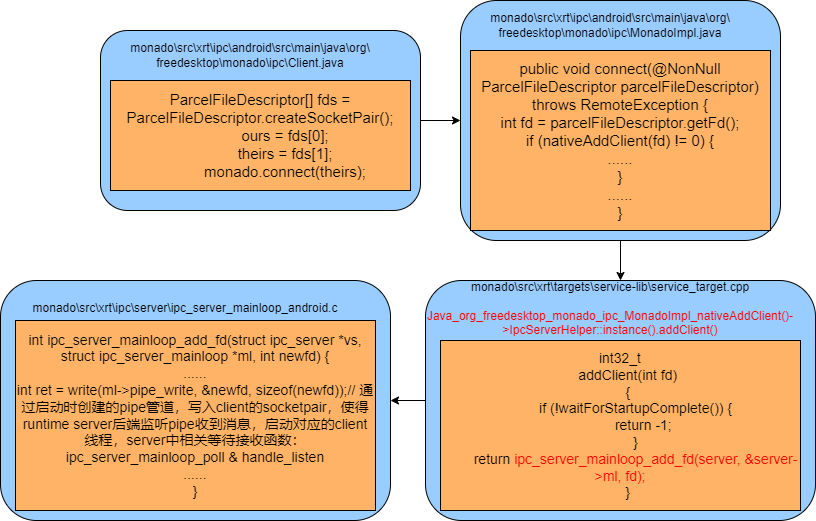 monado\src\xrt\ipc\android\src\main\java\org\
freedesktop\monado\ipc\Client.java
ParcelFileDescriptor[] fds =
ParcelFileDescriptor.createSocketPair();
ours = fds[0];
theirs = fds[1];
monado.connect(theirs);
monado\src\xrt\ipc\android\src\main\java\org\
freedesktop\monado\ipc\MonadoImpl.java
public void connect(@NonNull
ParcelFileDescriptor parcelFileDescriptor)
throws RemoteException {
int fd = parcelFileDescriptor.getFd();
if (nativeAddClient(fd) != 0) {
......
}
......
}
monado\src\xrt\targets\service-lib\service_target.cpp
Java_org_freedesktop_monado_ipc_MonadoImpl_nativeAddClient()-
>IpcServerHelper::instance().addClient()
int32_t
addClient(int fd)
{
if (!waitForStartupComplete()) {
return -1;
}
return ipc_server_mainloop_add_fd(server, &server-
>ml, fd);
}
monado\src\xrt\ipc\server\ipc_server_mainloop_android.c
int ipc_server_mainloop_add_fd(struct ipc_server *vs,
struct ipc_server_mainloop *ml, int newfd) {
......
int ret = write(ml->pipe_write, &newfd, sizeof(newfd));// 通
过启动时创建的pipe管道，写入client的socketpair，使得
runtime server后端监听pipe收到消息，启动对应的client
线程，server中相关等待接收函数：
ipc_server_mainloop_poll & handle_listen
......
}